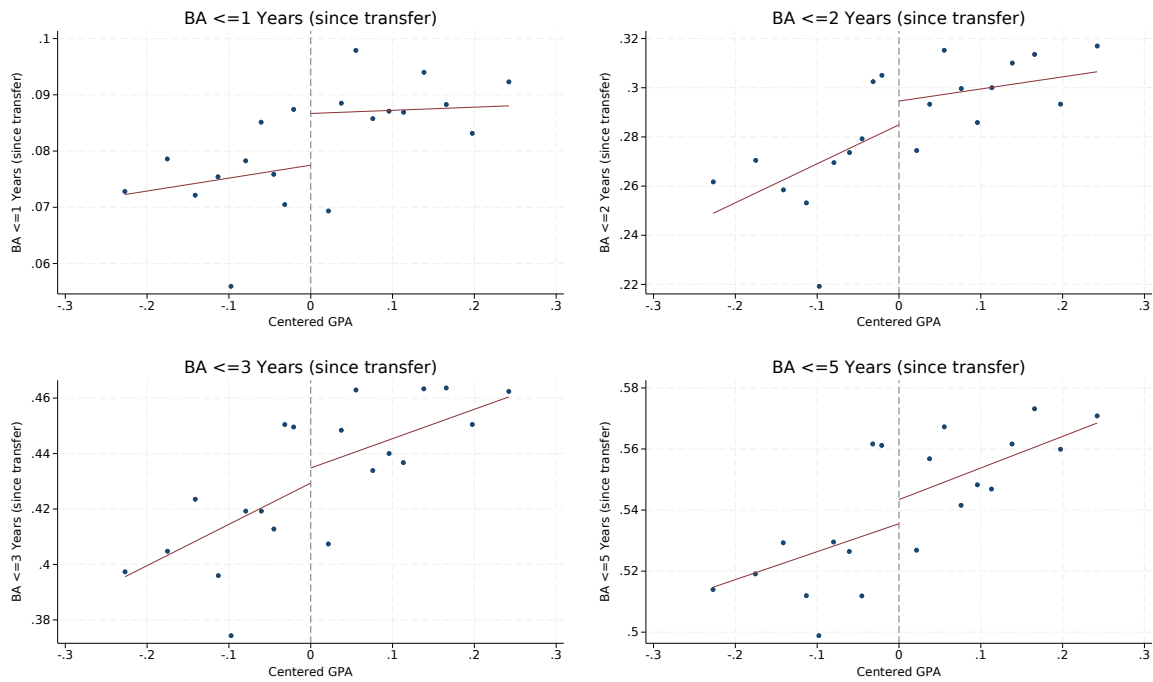 BA <=1 Years (since transfer)
BA <=1 Years (since transfer)
.1
.09
.08
.07
.06
-.3 -.2 -.1 0 .1 .2 .3
Centered GPA
BA <=2 Years (since transfer)
BA <=2 Years (since transfer)
.32
.3
.28
.26
.24
.22
-.3 -.2 -.1 0 .1 .2 .3
Centered GPA
BA <=3 Years (since transfer)
BA <=3 Years (since transfer)
.46
.44
.42
.4
.38
-.3 -.2 -.1 0 .1 .2 .3
Centered GPA
BA <=5 Years (since transfer)
BA <=5 Years (since transfer)
.58
.56
.54
.52
.5
-.3 -.2 -.1 0 .1 .2 .3
Centered GPA